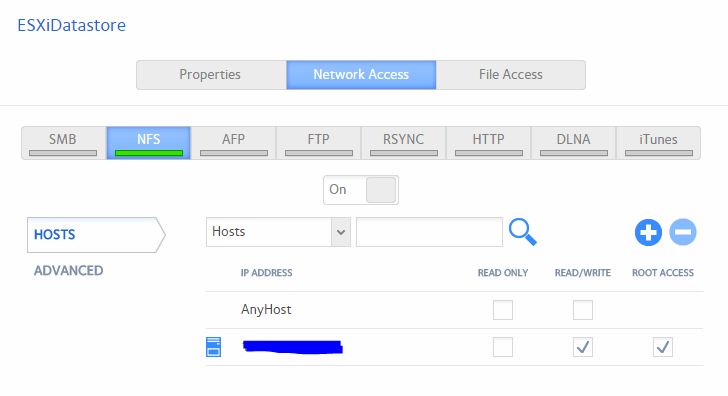 ESXiDatastore
Properties Network Access File Access
SMB NFS AFP FTP RSYNC HTTP DLNA iTunes
On
HOSTS Hosts
ADVANCED
IP ADDRESS READ ONLY READ/WRITE ROOT ACCESS
AnyHost